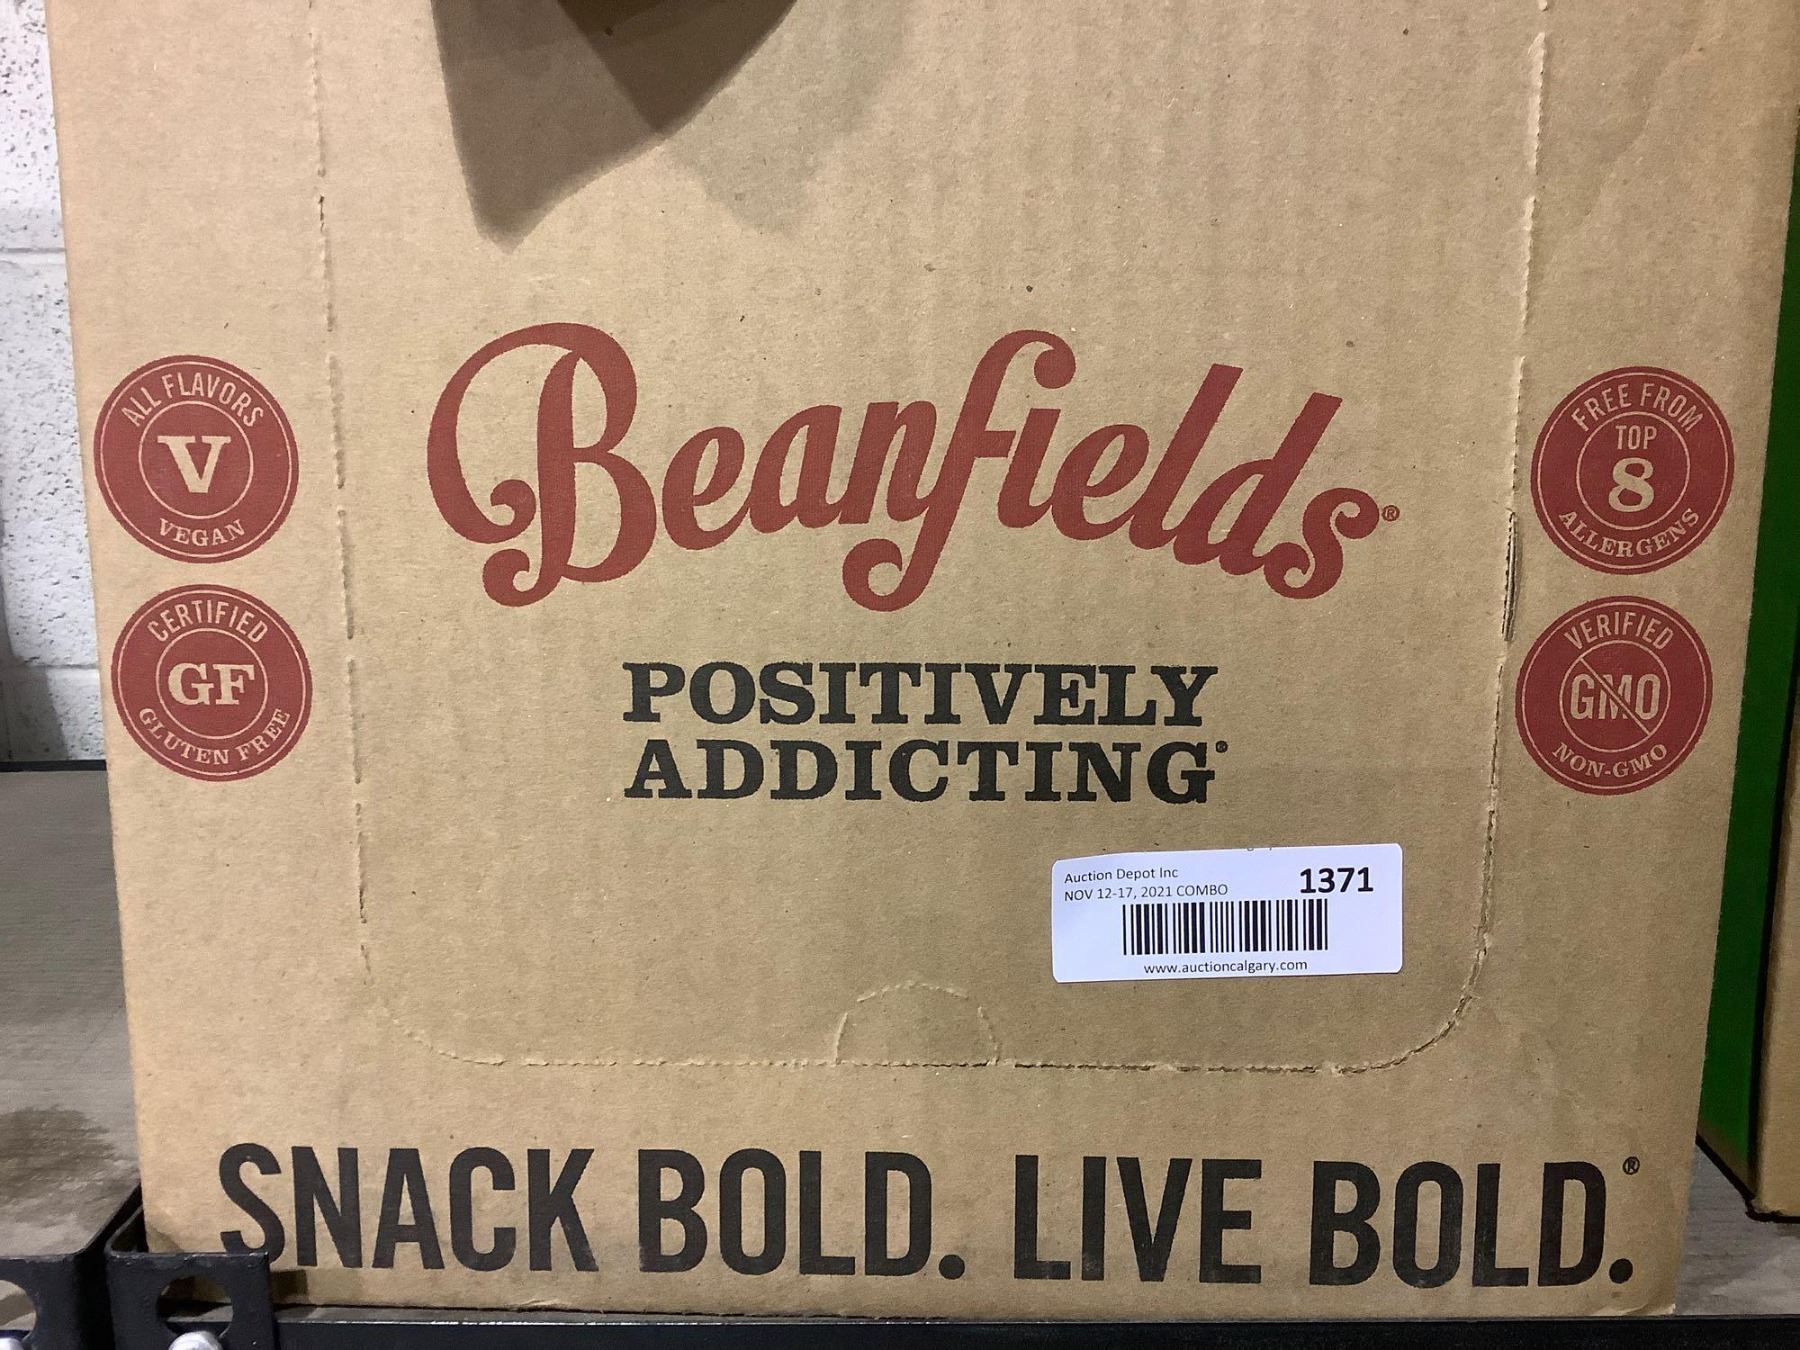 ALL FLAVORS
V
VEGAN
CERTIFIED
GF
GLUTEN FREE
Beanfields®
POSITIVELY
ADDICTING®
FREE FROM
TOP
8
ALLERGENS
VERIFIED
GMO
NON-GMO
Auction Depot Inc
NOV 12-17, 2021 COMBO
1371
www.auctioncalgary.com
SNACK BOLD. LIVE BOLD.®